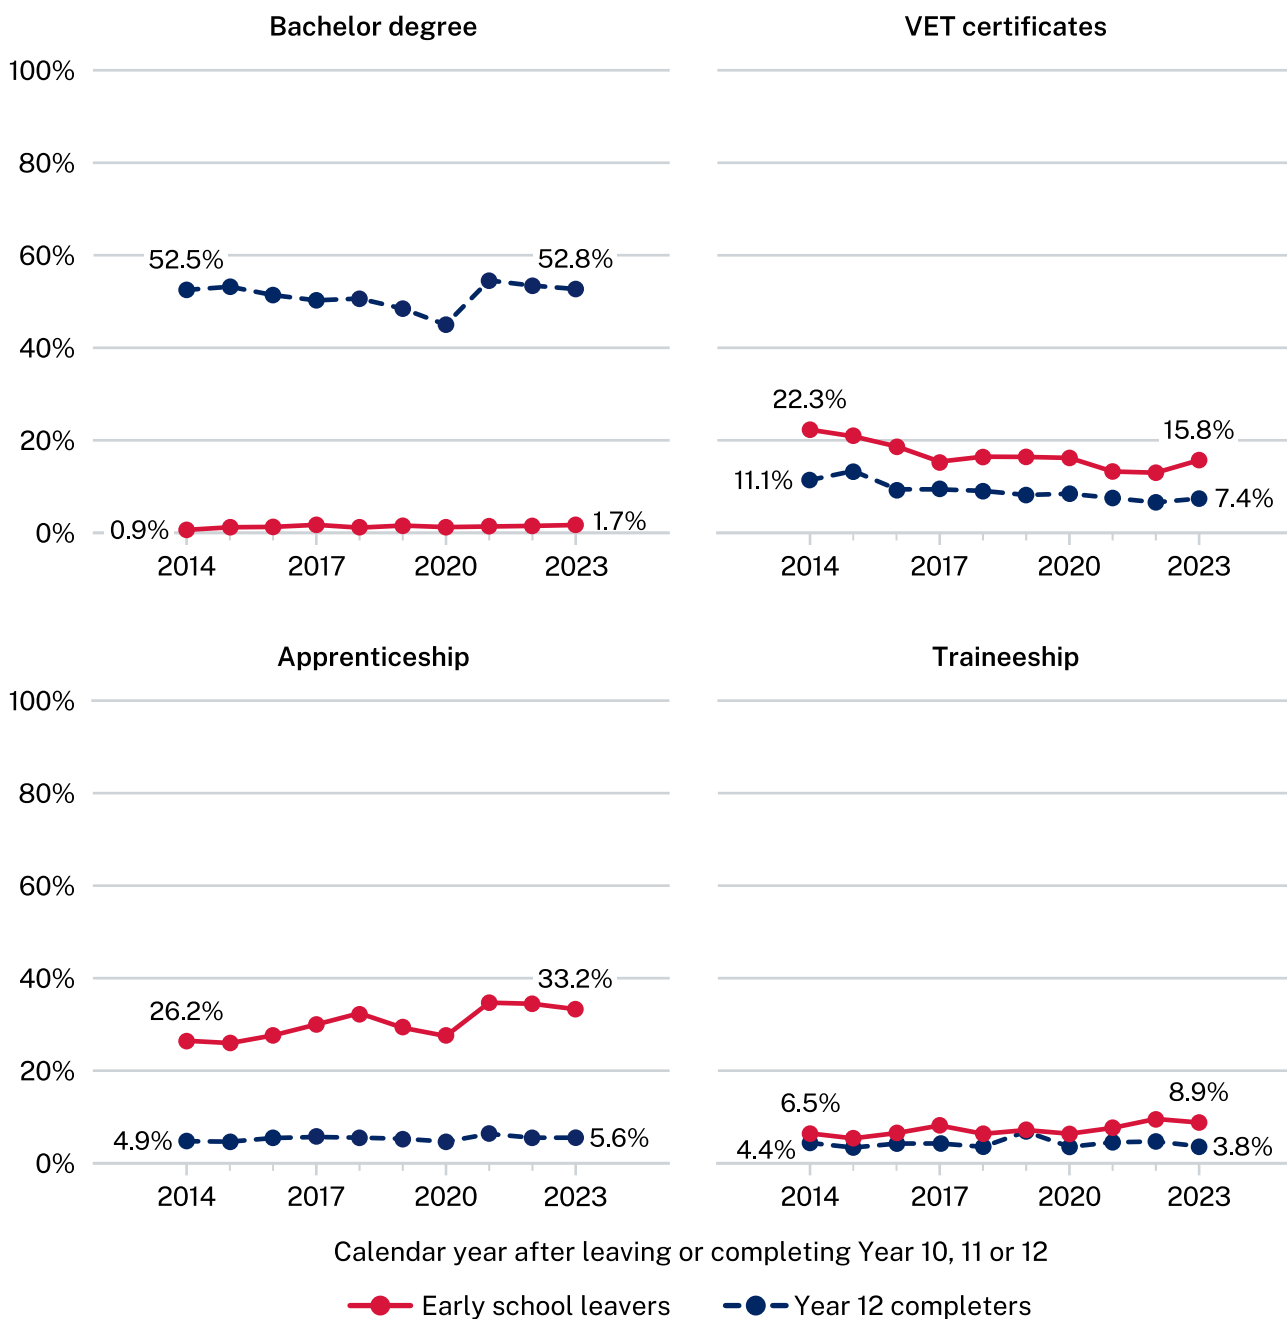 Bachelor degree
100%
80%
60%
40%
20%
0%
52.5%
52.8%
0.9%
1.7%
2014 2017 2020 2023
VET certificates
22.3%
15.8%
11.1%
7.4%
2014 2017 2020 2023
Apprenticeship
100%
80%
60%
40%
20%
0%
26.2%
33.2%
4.9%
5.6%
2014 2017 2020 2023
Traineeship
6.5%
8.9%
4.4%
3.8%
2014 2017 2020 2023
Calendar year after leaving or completing Year 10, 11 or 12
Early school leavers Year 12 completers